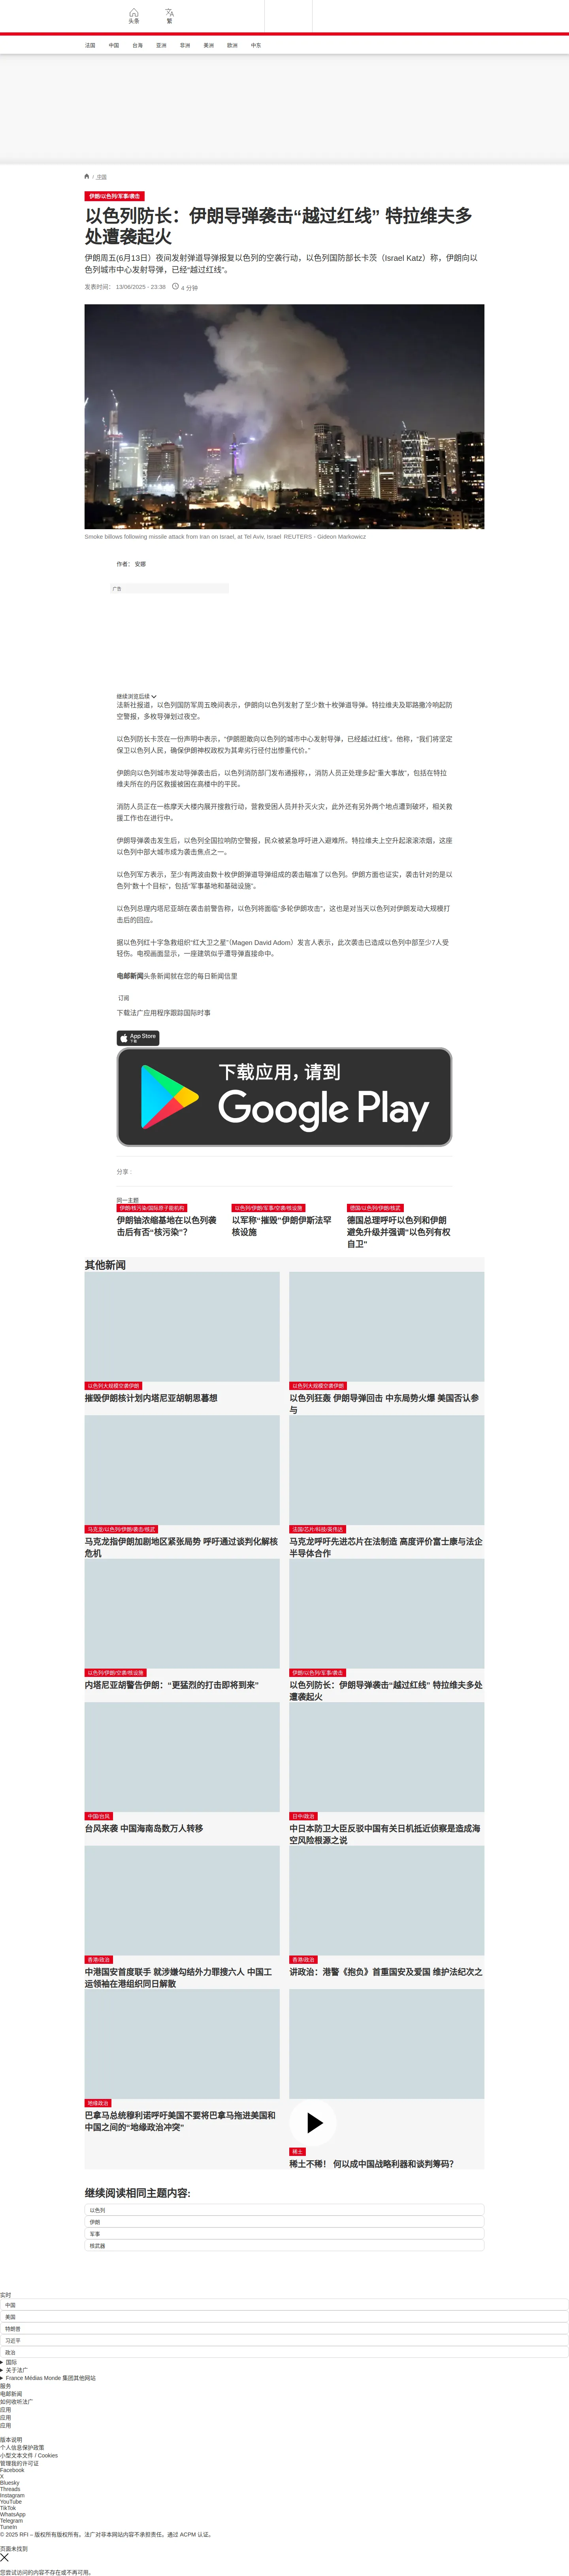 头条
繁
法国
中国
台海
亚洲
非洲
美洲
欧洲
中东
/ 中国
伊朗/以色列/军事/袭击
以色列防长：伊朗导弹袭击“越过红线” 特拉维夫多
处遭袭起火
伊朗周五(6月13日）夜间发射弹道导弹报复以色列的空袭行动，以色列国防部长卡茨（Israel Katz）称，伊朗向以
色列城市中心发射导弹，已经“越过红线”。
发表时间： 13/06/2025 - 23:38 4 分钟
Smoke billows following missile attack from Iran on Israel, at Tel Aviv, Israel REUTERS - Gideon Markowicz
作者： 安娜
广告
继续浏览后续
法新社报道，以色列国防军周五晚间表示，伊朗向以色列发射了至少数十枚弹道导弹。特拉维夫及耶路撒冷响起防
空警报，多枚导弹划过夜空。
以色列防长卡茨在一份声明中表示，“伊朗胆敢向以色列的城市中心发射导弹，已经越过红线”。他称，“我们将坚定
保卫以色列人民，确保伊朗神权政权为其卑劣行径付出惨重代价。”
伊朗向以色列城市发动导弹袭击后，以色列消防部门发布通报称，，消防人员正处理多起“重大事故”，包括在特拉
维夫所在的丹区救援被困在高楼中的平民。
消防人员正在一栋摩天大楼内展开搜救行动，营救受困人员并扑灭火灾，此外还有另外两个地点遭到破坏，相关救
援工作也在进行中。
伊朗导弹袭击发生后，以色列全国拉响防空警报，民众被紧急呼吁进入避难所。特拉维夫上空升起滚滚浓烟，这座
以色列中部大城市成为袭击焦点之一。
以色列军方表示，至少有两波由数十枚伊朗弹道导弹组成的袭击瞄准了以色列。伊朗方面也证实，袭击针对的是以
色列“数十个目标”，包括“军事基地和基础设施”。
以色列总理内塔尼亚胡在袭击前警告称，以色列将面临“多轮伊朗攻击”，这也是对当天以色列对伊朗发动大规模打
击后的回应。
据以色列红十字急救组织“红大卫之星”（Magen David Adom）发言人表示，此次袭击已造成以色列中部至少7人受
轻伤。电视画面显示，一座建筑似乎遭导弹直接命中。
电邮新闻头条新闻就在您的每日新闻信里
订阅
下载法广应用程序跟踪国际时事
App Store
下载
下载应用，请到
Google Play
分享 :
同一主题
伊朗/核污染/国际原子能机构
伊朗铀浓缩基地在以色列袭
击后有否“核污染”？
以色列/伊朗/军事/空袭/核设施
以军称“摧毁”伊朗伊斯法罕
核设施
德国/以色列/伊朗/核武
德国总理呼吁以色列和伊朗
避免升级并强调"以色列有权
自卫"
其他新闻
以色列大规模空袭伊朗
摧毁伊朗核计划内塔尼亚胡朝思暮想
以色列大规模空袭伊朗
以色列狂轰 伊朗导弹回击 中东局势火爆 美国否认参
与
马克龙/以色列/伊朗/袭击/核武
马克龙指伊朗加剧地区紧张局势 呼吁通过谈判化解核
危机
法国/芯片/科技/英伟达
马克龙呼吁先进芯片在法制造 高度评价富士康与法企
半导体合作
以色列/伊朗/空袭/核设施
内塔尼亚胡警告伊朗：“更猛烈的打击即将到来”
伊朗/以色列/军事/袭击
以色列防长：伊朗导弹袭击“越过红线” 特拉维夫多处
遭袭起火
中国/台风
台风来袭 中国海南岛数万人转移
日中/政治
中日本防卫大臣反驳中国有关日机抵近侦察是造成海
空风险根源之说
香港/政治
中港国安首度联手 就涉嫌勾结外力罪搜六人 中国工
运领袖在港组织同日解散
香港/政治
讲政治：港警《抱负》首重国安及爱国 维护法纪次之
地缘政治
巴拿马总统穆利诺呼吁美国不要将巴拿马拖进美国和
中国之间的“地缘政治冲突”
稀土
稀土不稀！ 何以成中国战略利器和谈判筹码？
继续阅读相同主题内容:
以色列
伊朗
军事
核武器
实时
中国
美国
特朗普
习近平
政治
国际
关于法广
France Médias Monde 集团其他网站
服务
电邮新闻
如何收听法广
应用
应用
应用
版本说明
个人信息保护政策
小型文本文件 / Cookies
管理我的许可证
Facebook
X
Bluesky
Threads
Instagram
YouTube
TikTok
WhatsApp
Telegram
TuneIn
© 2025 RFI – 版权所有版权所有。法广对非本网站内容不承担责任。通过 ACPM 认证。
页面未找到
您尝试访问的内容不存在或不再可用。